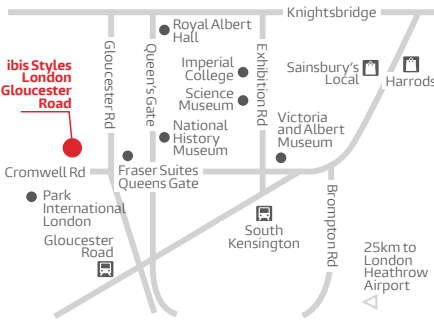 Knightsbridge
Royal Albert
Hall
ibis Styles
London
Gloucester
Road
Gloucester Rd
Queen's Gate
Imperial
College
Science
Museum
Exhibition Rd
Sainsbury's
Local
Harrods
National
History
Museum
Victoria
and Albert
Museum
Cromwell Rd
Fraser Suites
Queens Gate
Park
International
London
Gloucester
Road
South
Kensington
Brompton Rd
25km to
London
Heathrow
Airport